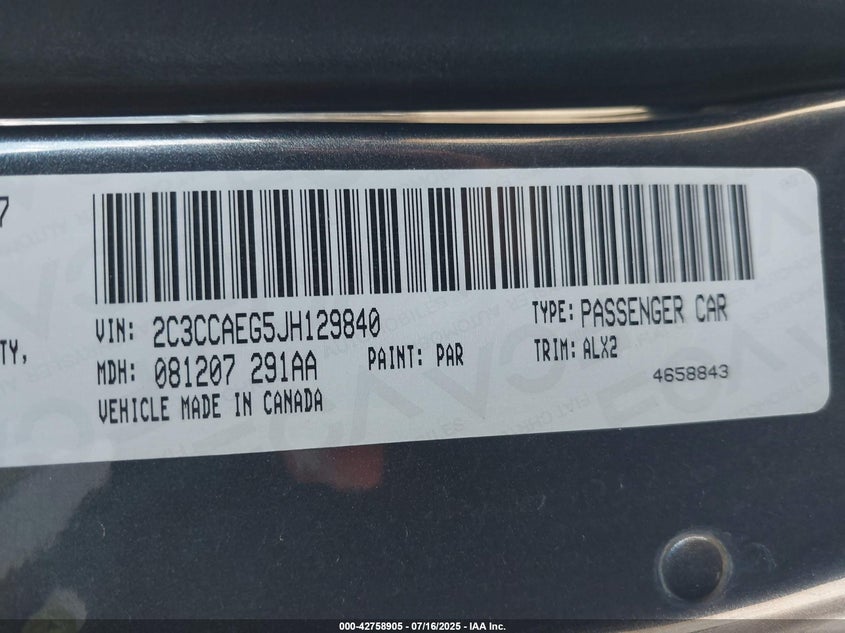 7
TY,
VIN: 2C3CCAEG5JH129840
TYPE: PASSENGER CAR
MDH: 081207 291AA
PAINT: PAR
TRIM: ALX2
VEHICLE MADE IN CANADA
4658843
000-42758905 - 07/16/2025 - IAA Inc.